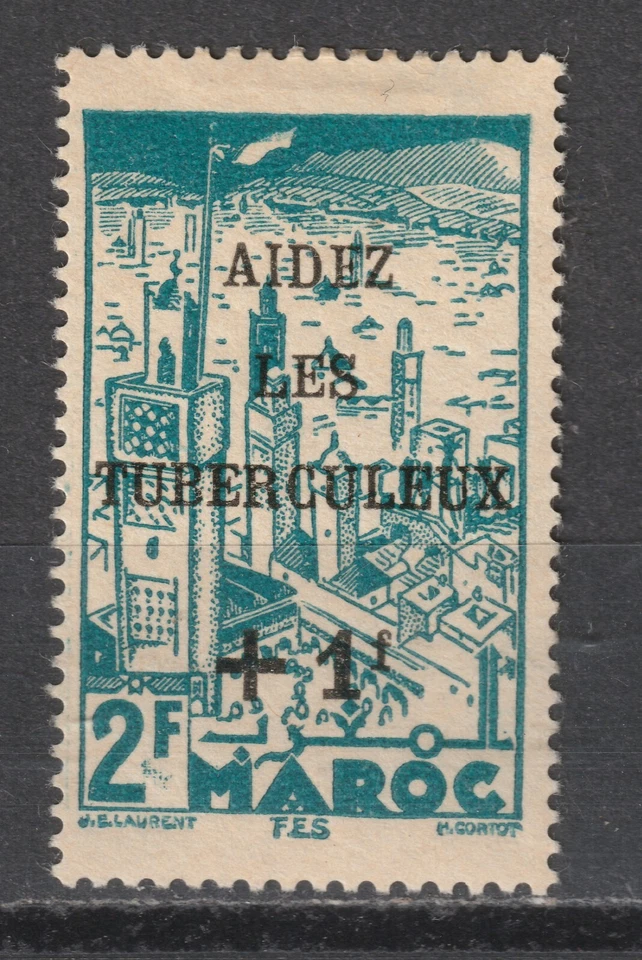 AIDEZ
LES
TUBERCULEUX
+ 1f
2F
MAROC
J.E.LAURENT FES H.CORTOT